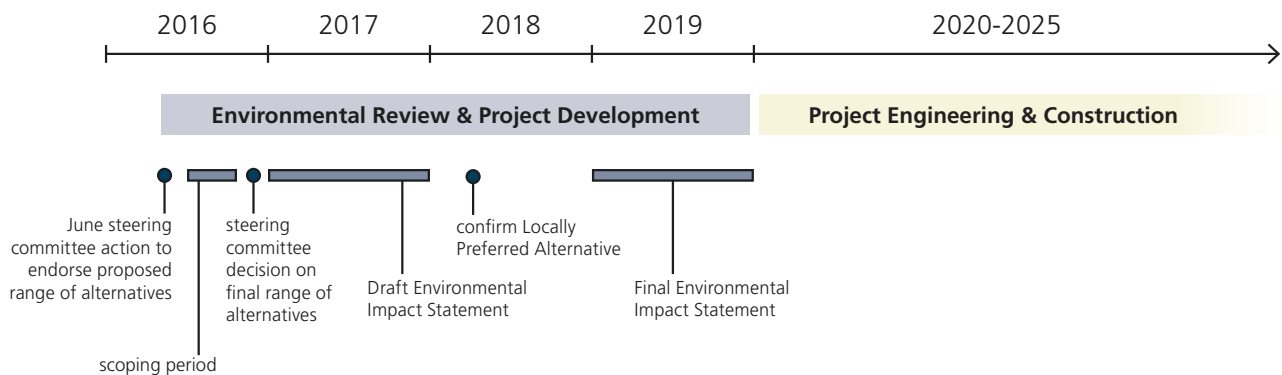 2016
2017
2018
2019
2020-2025
Environmental Review & Project Development
Project Engineering & Construction
June steering
committee action to
endorse proposed
range of alternatives
scoping period
steering
committee
decision on
final range of
alternatives
Draft Environmental
Impact Statement
confirm Locally
Preferred Alternative
Final Environmental
Impact Statement